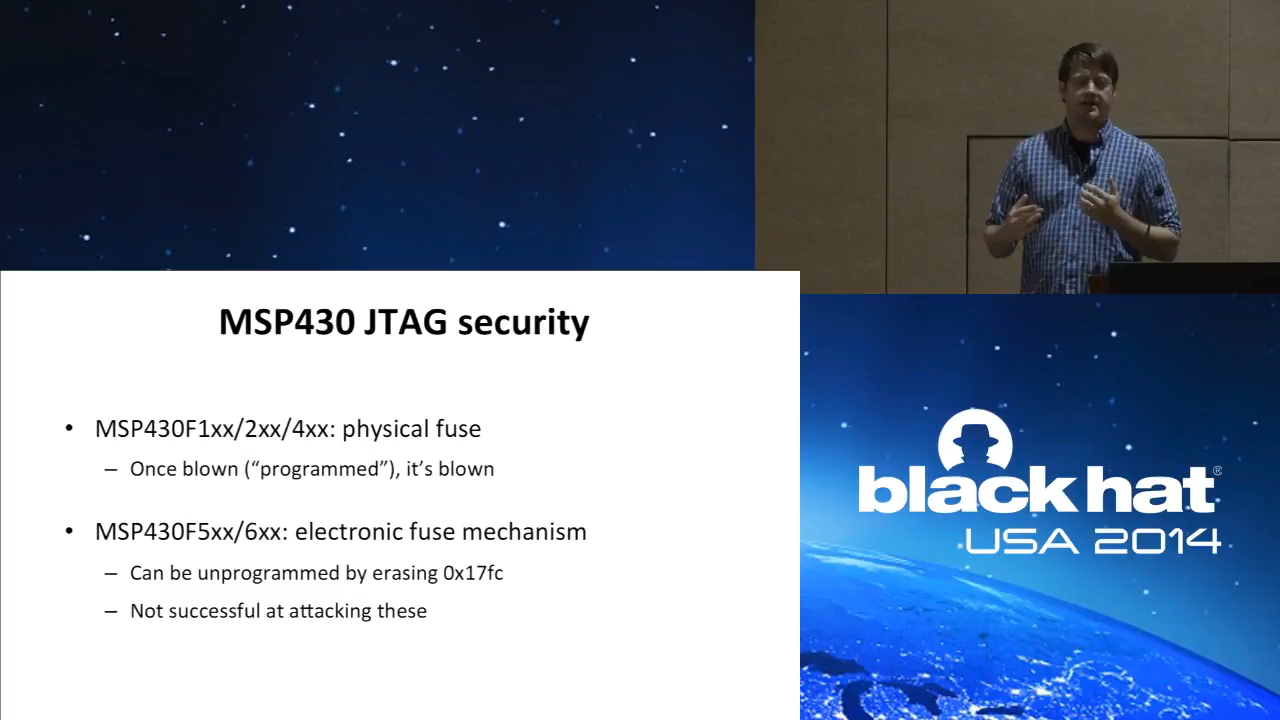 MSP430 JTAG security
• MSP430F1xx/2xx/4xx: physical fuse
– Once blown (“programmed”), it’s blown
• MSP430F5xx/6xx: electronic fuse mechanism
– Can be unprogrammed by erasing 0x17fc
– Not successful at attacking these
black hat®
USA 2014